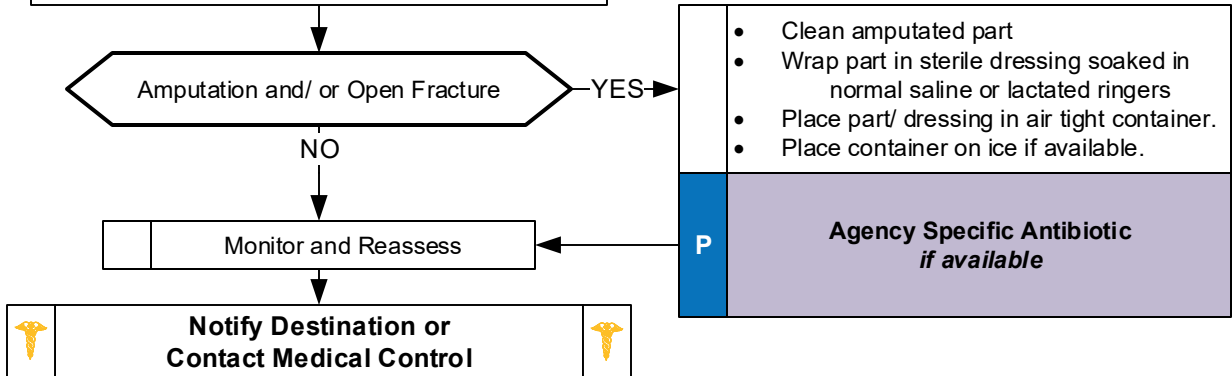 Amputation and/ or Open Fracture
YES
• Clean amputated part
• Wrap part in sterile dressing soaked in
normal saline or lactated ringers
• Place part/ dressing in air tight container.
• Place container on ice if available.
NO
P
Agency Specific Antibiotic
if available
Monitor and Reassess
Notify Destination or
Contact Medical Control